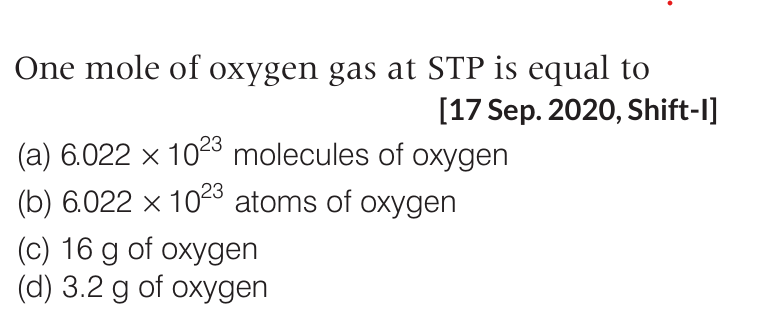 One mole of oxygen gas at STP is equal to
[17 Sep. 2020, Shift-I]
(a) 6.022 × 10²³ molecules of oxygen
(b) 6.022 × 10²³ atoms of oxygen
(c) 16 g of oxygen
(d) 3.2 g of oxygen